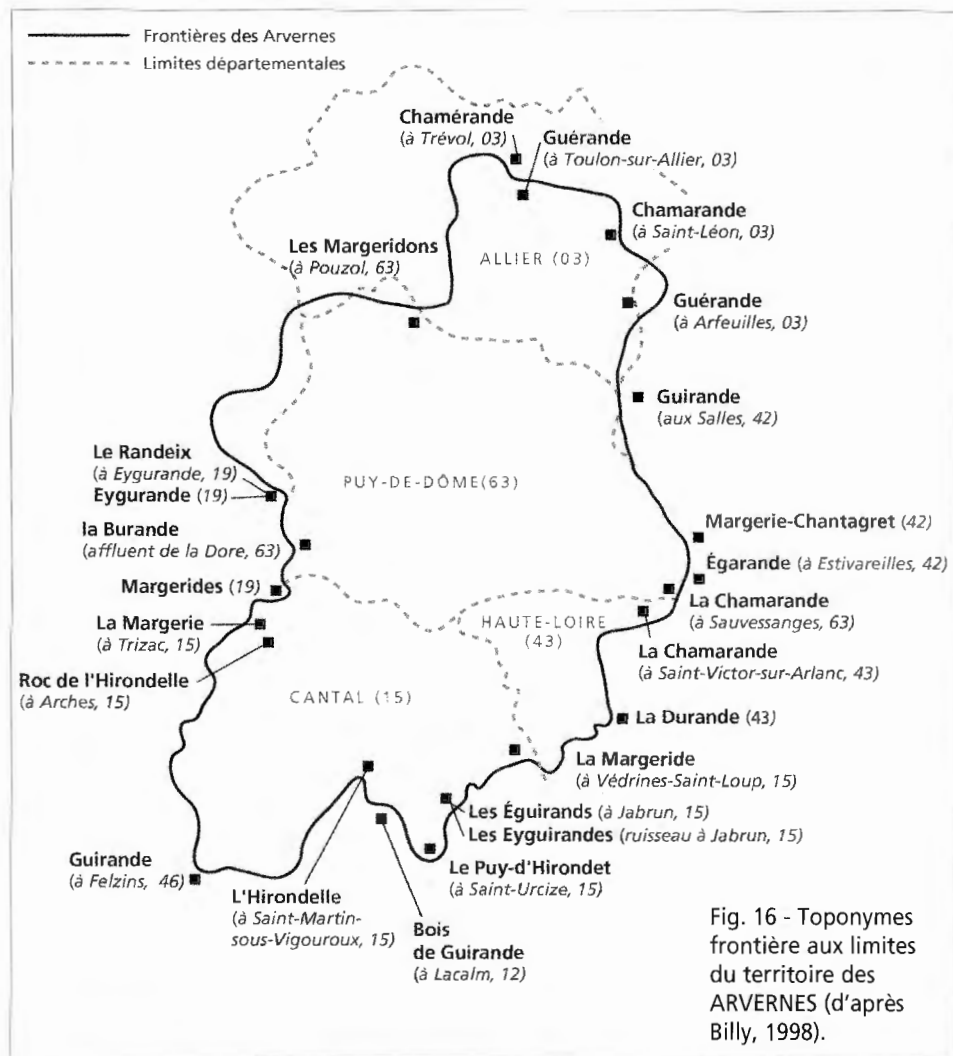 Frontières des Arvernes
Limites départementales
Chamérande
(à Trévol, 03)
Guérande
(à Toulon-sur-Allier, 03)
Chamarande
(à Saint-Léon, 03)
Les Margeridons
(à Pouzol, 63)
ALLIER (03)
Guérande
(à Arfeuilles, 03)
Guirande
(aux Salles, 42)
Le Randeix
(à Eygurande, 19)
Eygurande (19)
PUY-DE-DÔME(63)
la Burande
(affluent de la Dore, 63)
Margerie-Chantagret (42)
Égarande (à Estivareilles, 42)
Margerides (19)
La Chamarande
(à Sauvessanges, 63)
La Margerie
(à Trizac, 15)
HAUTE-LOIRE
(43)
La Chamarande
(à Saint-Victor-sur-Arlanc, 43)
Roc de l'Hirondelle
(à Arches, 15)
CANTAL (15)
La Durande (43)
La Margeride
(à Védrines-Saint-Loup, 15)
Les Éguirands (à Jabrun, 15)
Les Eyguirandes (ruisseau à Jabrun, 15)
Le Puy-d'Hirondet
(à Saint-Urcize, 15)
Guirande
(à Felzins, 46)
L'Hirondelle
(à Saint-Martin-
sous-Vigouroux, 15)
Bois
de Guirande
(à Lacalm, 12)
Fig. 16 - Toponymes
frontière aux limites
du territoire des
ARVERNES (d'après
Billy, 1998).